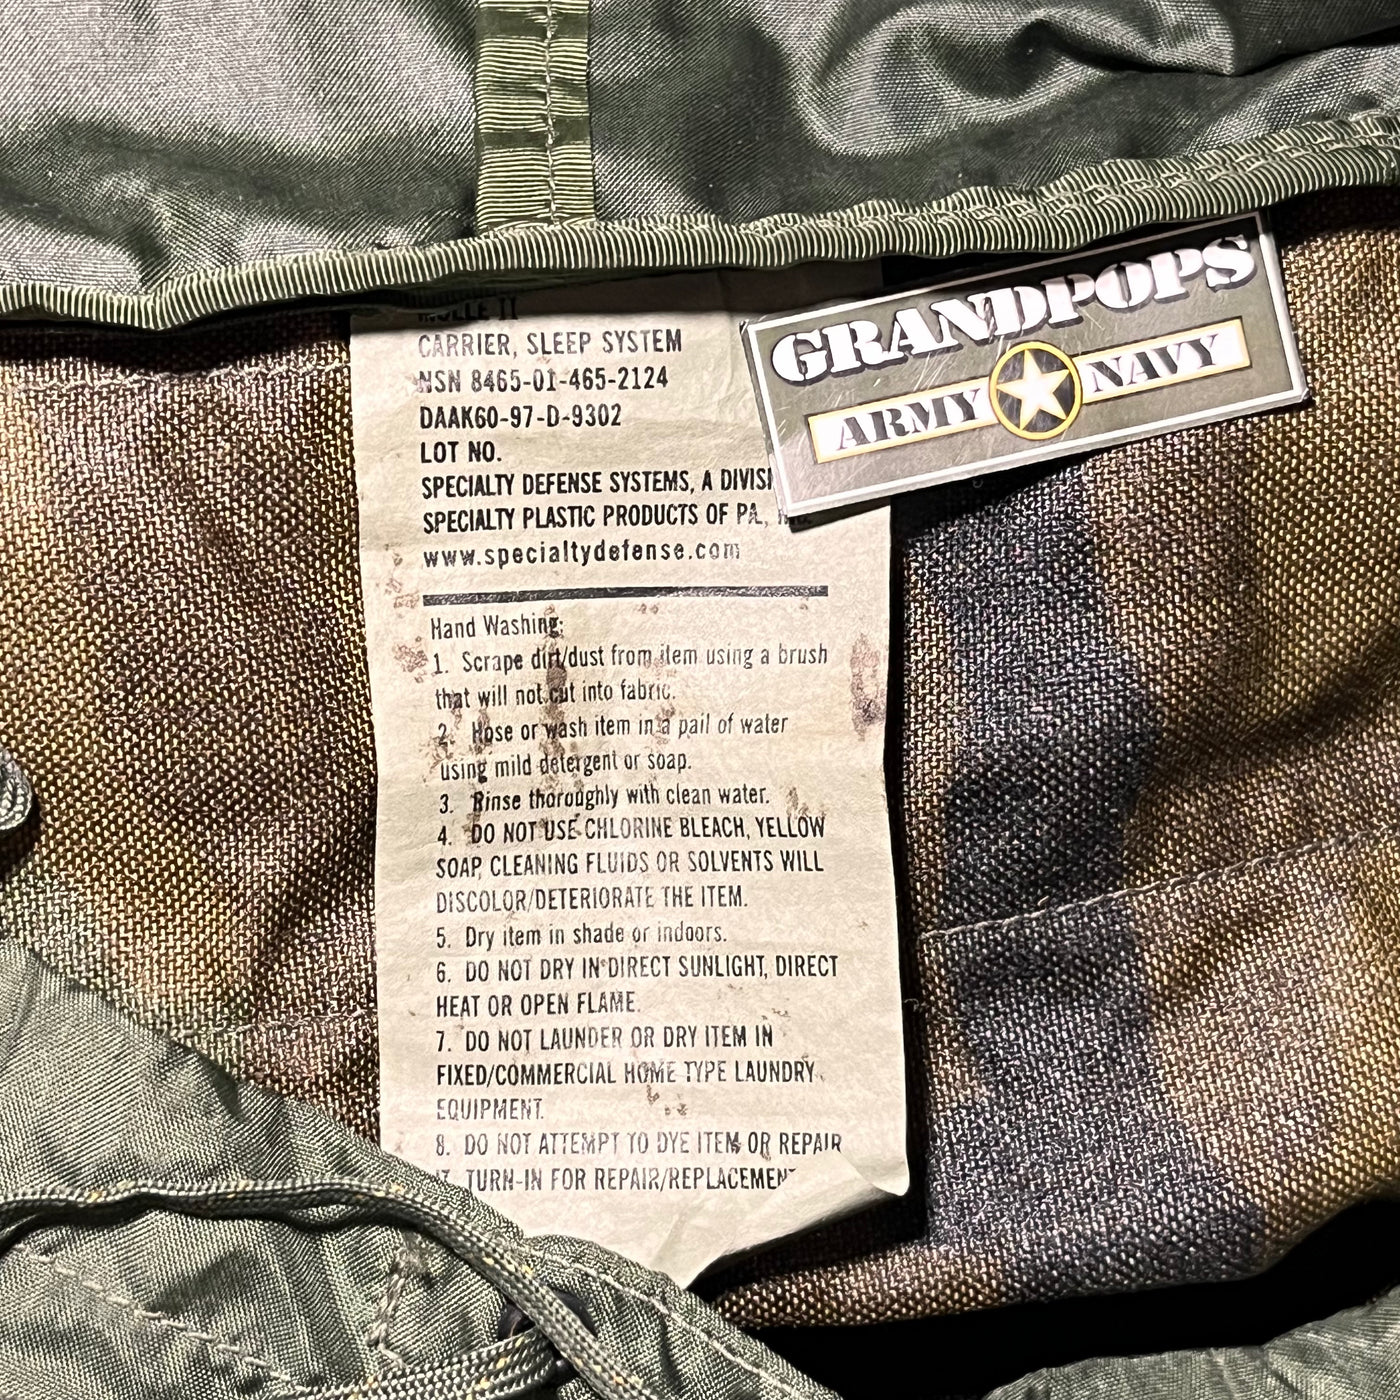 MOLLE II
CARRIER, SLEEP SYSTEM
NSN 8465-01-465-2124
DAAK60-97-D-9302
LOT NO.
SPECIALTY DEFENSE SYSTEMS, A DIVISI
SPECIALTY PLASTIC PRODUCTS OF PA,
www.specialtydefense.com
GRANDPOPS
ARMY NAVY
Hand Washing:
1. Scrape dirt/dust from item using a brush
that will not cut into fabric.
2. Hose or wash item in a pail of water
using mild detergent or soap.
3. Rinse thoroughly with clean water.
4. DO NOT USE CHLORINE BLEACH, YELLOW
SOAP, CLEANING FLUIDS OR SOLVENTS WILL
DISCOLOR/DETERIORATE THE ITEM.
5. Dry item in shade or indoors.
6. DO NOT DRY IN DIRECT SUNLIGHT, DIRECT
HEAT OR OPEN FLAME.
7. DO NOT LAUNDER OR DRY ITEM IN
FIXED/COMMERCIAL HOME TYPE LAUNDRY
EQUIPMENT.
8. DO NOT ATTEMPT TO DYE ITEM OR REPAIR
IT. TURN-IN FOR REPAIR/REPLACEMENT